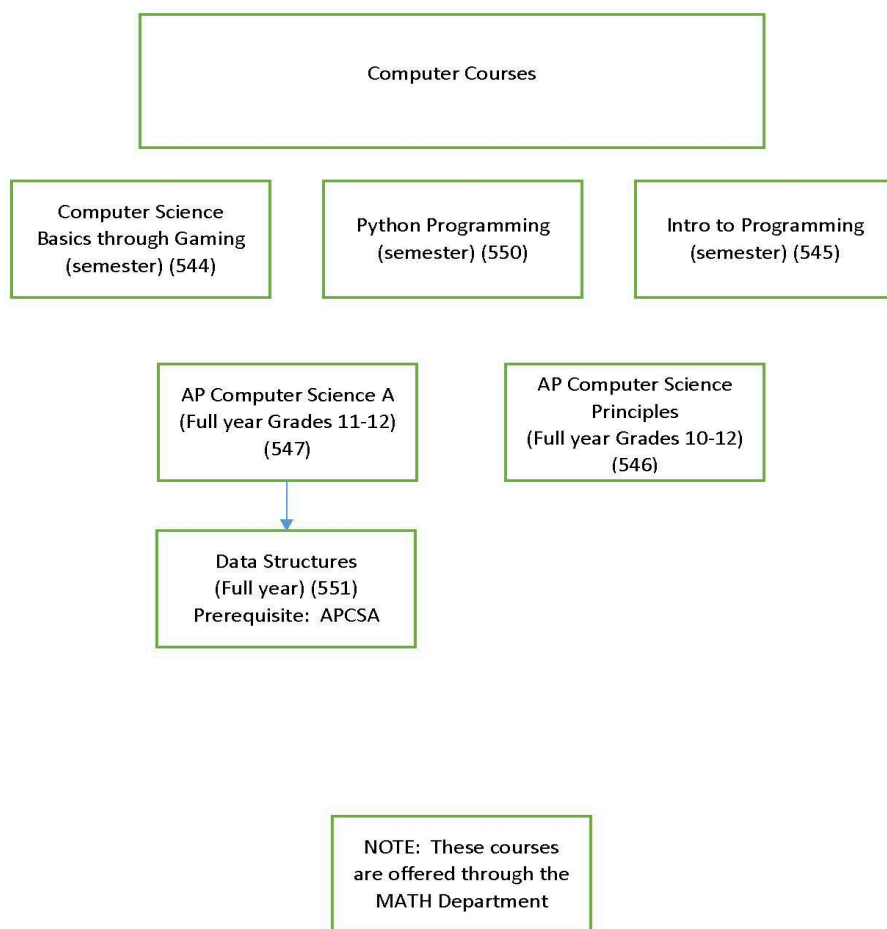 Computer Courses
Computer Science
Basics through Gaming
(semester) (544)
Python Programming
(semester) (550)
Intro to Programming
(semester) (545)
AP Computer Science A
(Full year Grades 11-12)
(547)
AP Computer Science
Principles
(Full year Grades 10-12)
(546)
Data Structures
(Full year) (551)
Prerequisite:  APCSA
NOTE:  These courses
are offered through the
MATH Department